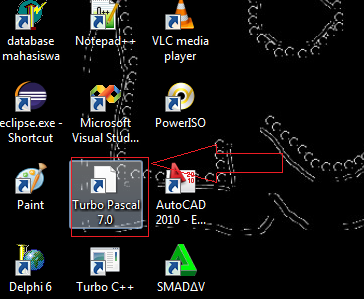 database
mahasiswa
Notepad++
VLC media
player
eclipse.exe -
Shortcut
Microsoft
Visual Stud...
PowerISO
Paint
Turbo Pascal
7.0
AutoCAD
2010 - E...
Delphi 6
Turbo C++
SMADΔV